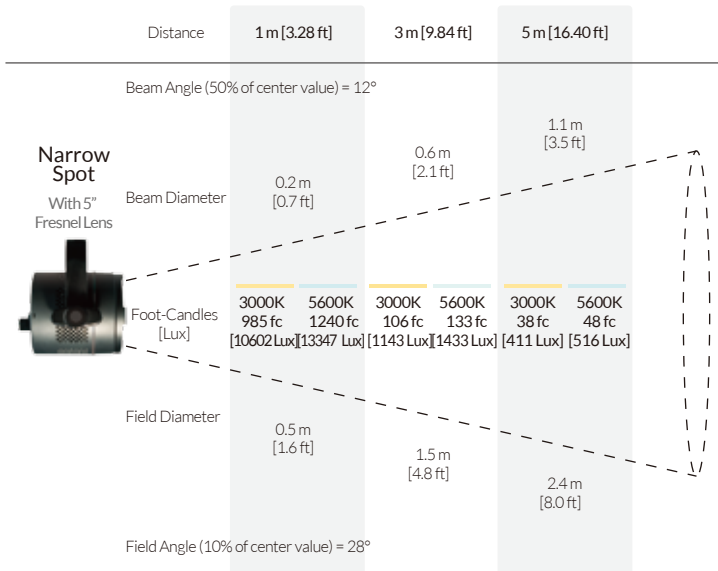 Distance 1 m [3.28 ft] 3 m [9.84 ft] 5 m [16.40 ft]
Beam Angle (50% of center value) = 12°
Narrow
Spot
With 5"
Fresnel Lens
Beam Diameter
0.2 m
[0.7 ft]
0.6 m
[2.1 ft]
1.1 m
[3.5 ft]
Foot-Candles
[Lux]
3000K
985 fc
[10602 Lux]
5600K
1240 fc
[13347 Lux]
3000K
106 fc
[1143 Lux]
5600K
133 fc
[1433 Lux]
3000K
38 fc
[411 Lux]
5600K
48 fc
[516 Lux]
Field Diameter
0.5 m
[1.6 ft]
1.5 m
[4.8 ft]
2.4 m
[8.0 ft]
Field Angle (10% of center value) = 28°